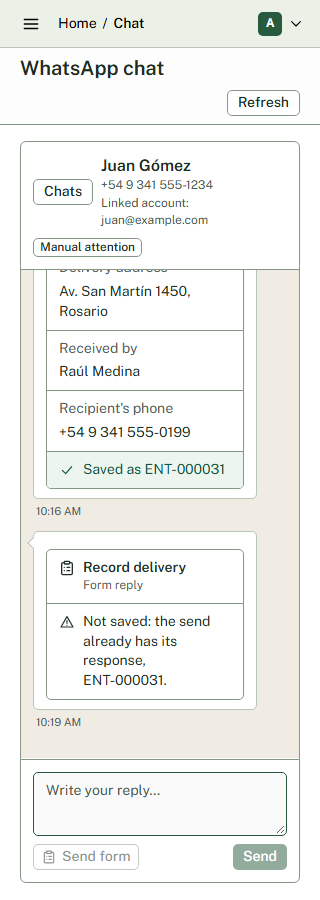 Home / Chat
A
WhatsApp chat
Refresh
Chats
Juan Gómez
+54 9 341 555-1234
Linked account:
juan@example.com
Manual attention
Delivery address
Av. San Martín 1450,
Rosario
Received by
Raúl Medina
Recipient's phone
+54 9 341 555-0199
Saved as ENT-000031
10:16 AM
Record delivery
Form reply
Not saved: the send
already has its
response,
ENT-000031.
10:19 AM
Write your reply...
Send form
Send